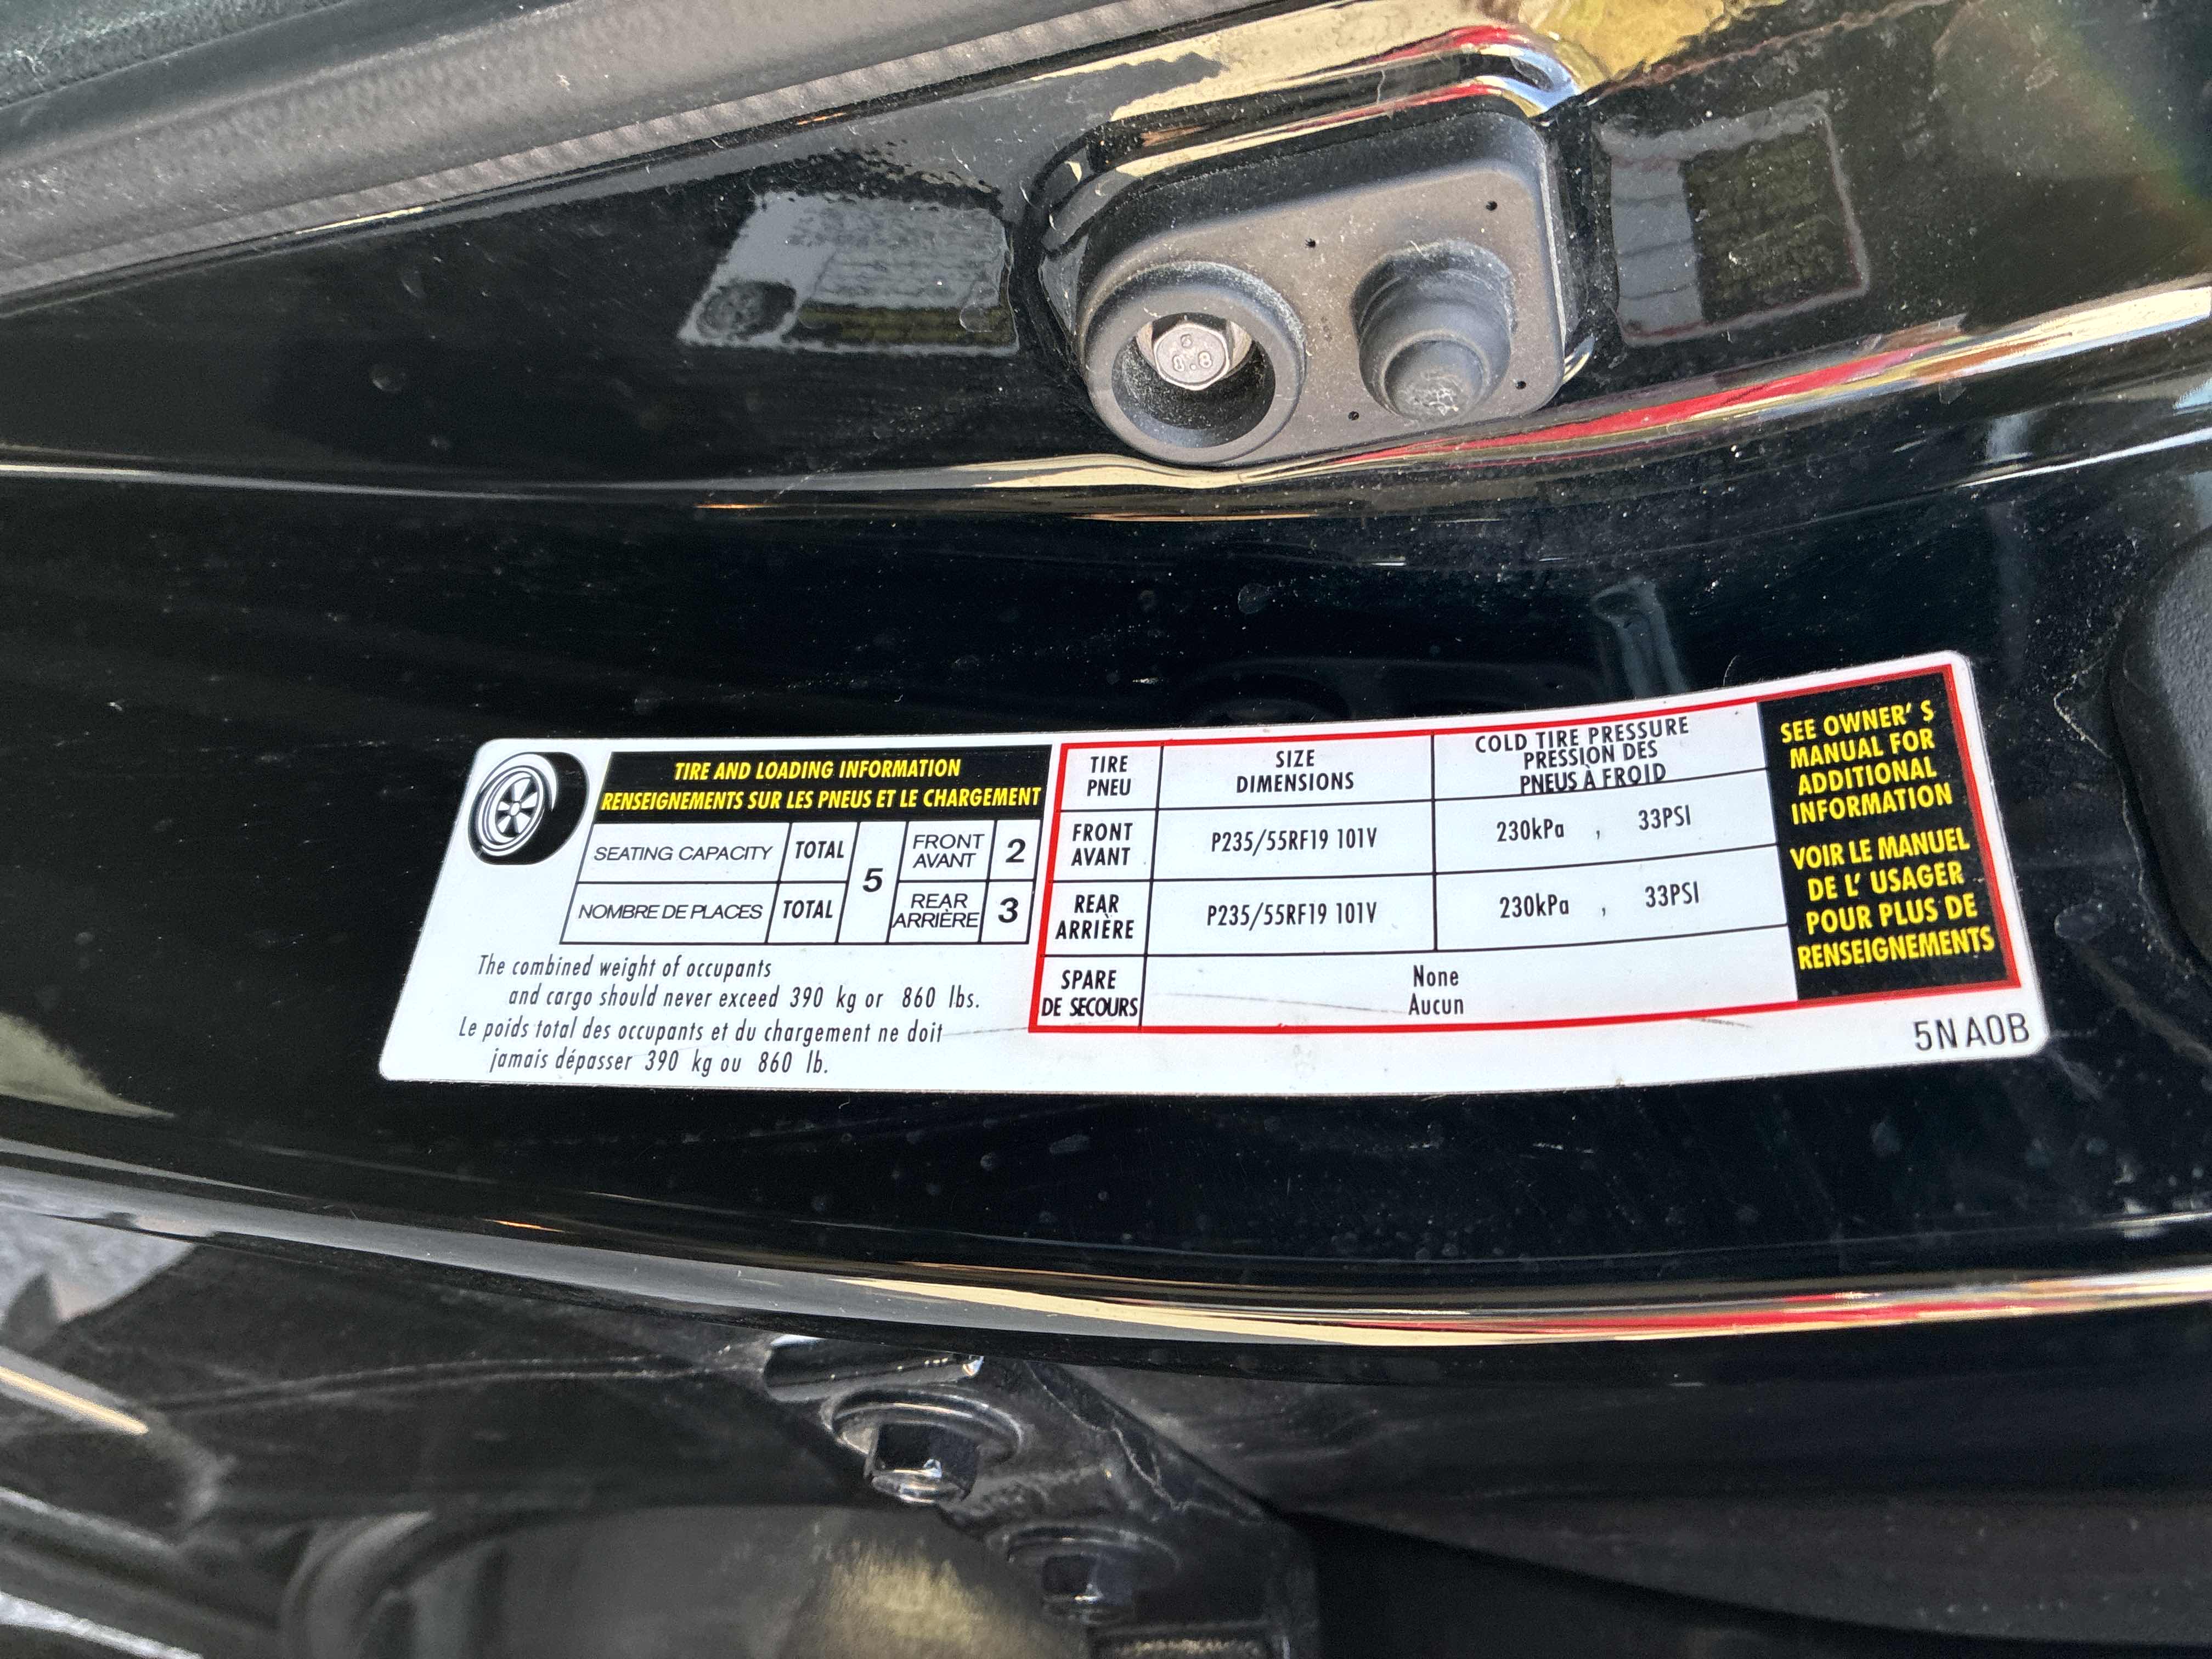 0.8
TIRE AND LOADING INFORMATION
RENSEIGNEMENTS SUR LES PNEUS ET LE CHARGEMENT
SEATING CAPACITY TOTAL 5 FRONT AVANT 2
NOMBRE DE PLACES TOTAL REAR ARRIÈRE 3
The combined weight of occupants
and cargo should never exceed 390 kg or 860 lbs.
Le poids total des occupants et du chargement ne doit
jamais dépasser 390 kg ou 860 lb.
TIRE PNEU SIZE DIMENSIONS COLD TIRE PRESSURE PRESSION DES PNEUS À FROID
FRONT AVANT P235/55RF19 101V 230kPa , 33PSI
REAR ARRIÈRE P235/55RF19 101V 230kPa , 33PSI
SPARE DE SECOURS None Aucun
SEE OWNER' S
MANUAL FOR
ADDITIONAL
INFORMATION
VOIR LE MANUEL
DE L' USAGER
POUR PLUS DE
RENSEIGNEMENTS
5NA0B